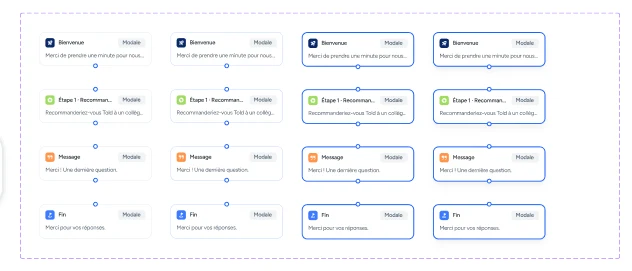 Bienvenue Modale Bienvenue Modale Bienvenue Modale Bienvenue Modale
Merci de prendre une minute pour nous... Merci de prendre une minute pour nous... Merci de prendre une minute pour nous... Merci de prendre une minute pour nous...
Étape 1 · Recomman... Modale Étape 1 · Recomman... Modale Étape 1 · Recomman... Modale Étape 1 · Recomman... Modale
Recommanderiez-vous Told à un collèg... Recommanderiez-vous Told à un collèg... Recommanderiez-vous Told à un collèg... Recommanderiez-vous Told à un collèg...
Message Modale Message Modale Message Modale Message Modale
Merci ! Une dernière question. Merci ! Une dernière question. Merci ! Une dernière question. Merci ! Une dernière question.
Fin Modale Fin Modale Fin Modale Fin Modale
Merci pour vos réponses. Merci pour vos réponses. Merci pour vos réponses. Merci pour vos réponses.